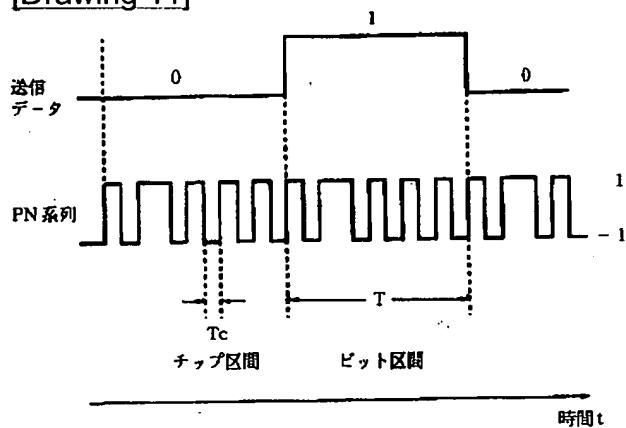 [Drawing 11]
1
0
0
送信
データ
1
PN系列
-1
T
Tc
チップ区間
ビット区間
時間t